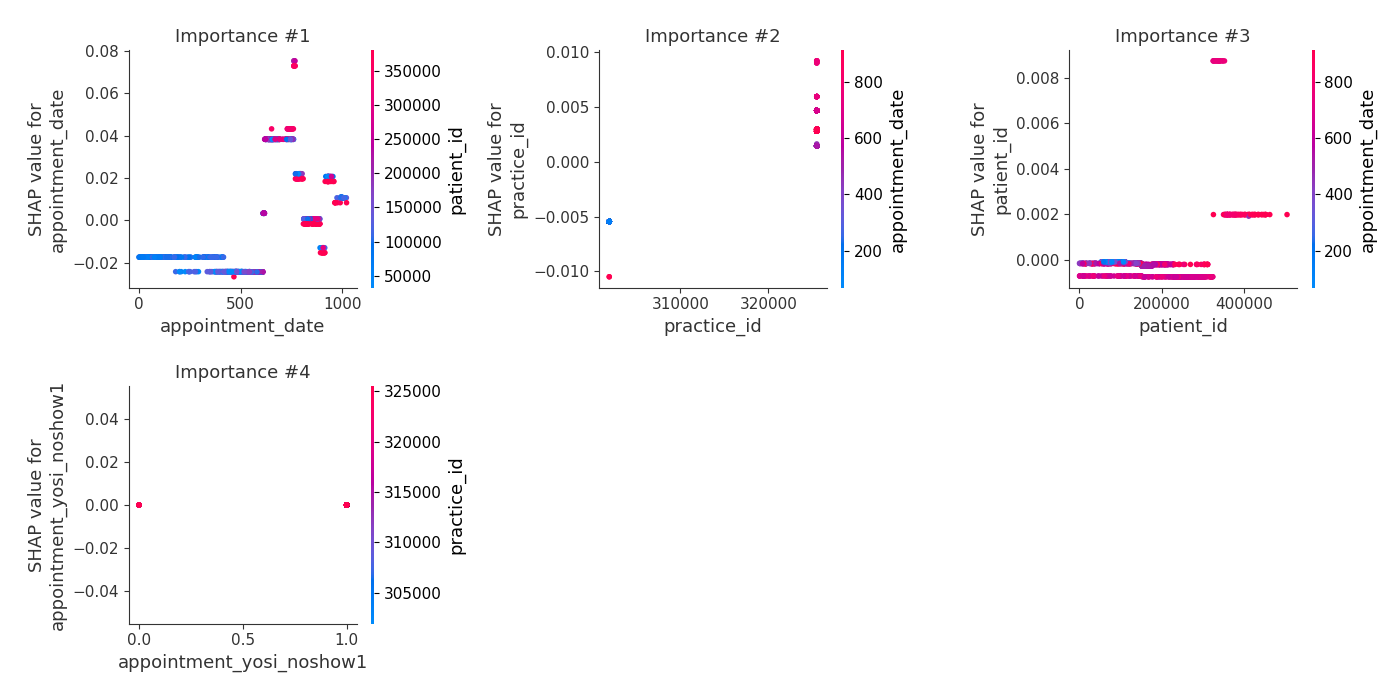 Importance #1
0.08
0.06
0.04
0.02
0.00
−0.02
SHAP value for
appointment_date
0
500
1000
appointment_date
350000
300000
250000
200000
150000
100000
50000
patient_id
Importance #2
0.010
0.005
0.000
−0.005
−0.010
SHAP value for
practice_id
310000
320000
practice_id
800
600
400
200
appointment_date
Importance #3
0.008
0.006
0.004
0.002
0.000
SHAP value for
patient_id
0
200000
400000
patient_id
800
600
400
200
appointment_date
Importance #4
0.04
0.02
0.00
−0.02
−0.04
SHAP value for
appointment_yosi_noshow1
0.0
0.5
1.0
appointment_yosi_noshow1
325000
320000
315000
310000
305000
practice_id